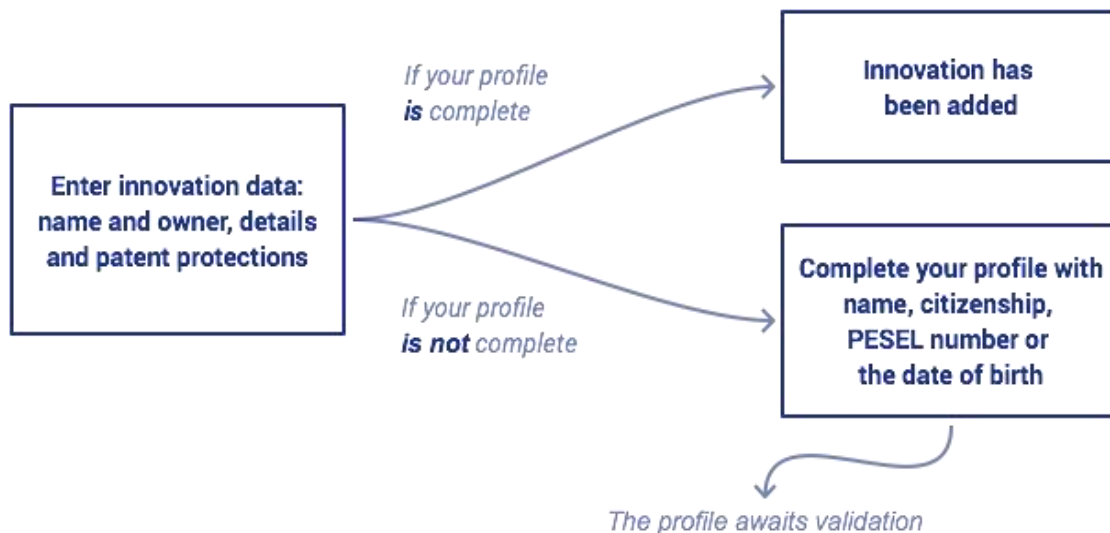 Enter innovation data:
name and owner, details
and patent protections
If your profile
is complete
Innovation has
been added
If your profile
is not complete
Complete your profile with
name, citizenship,
PESEL number or
the date of birth
The profile awaits validation